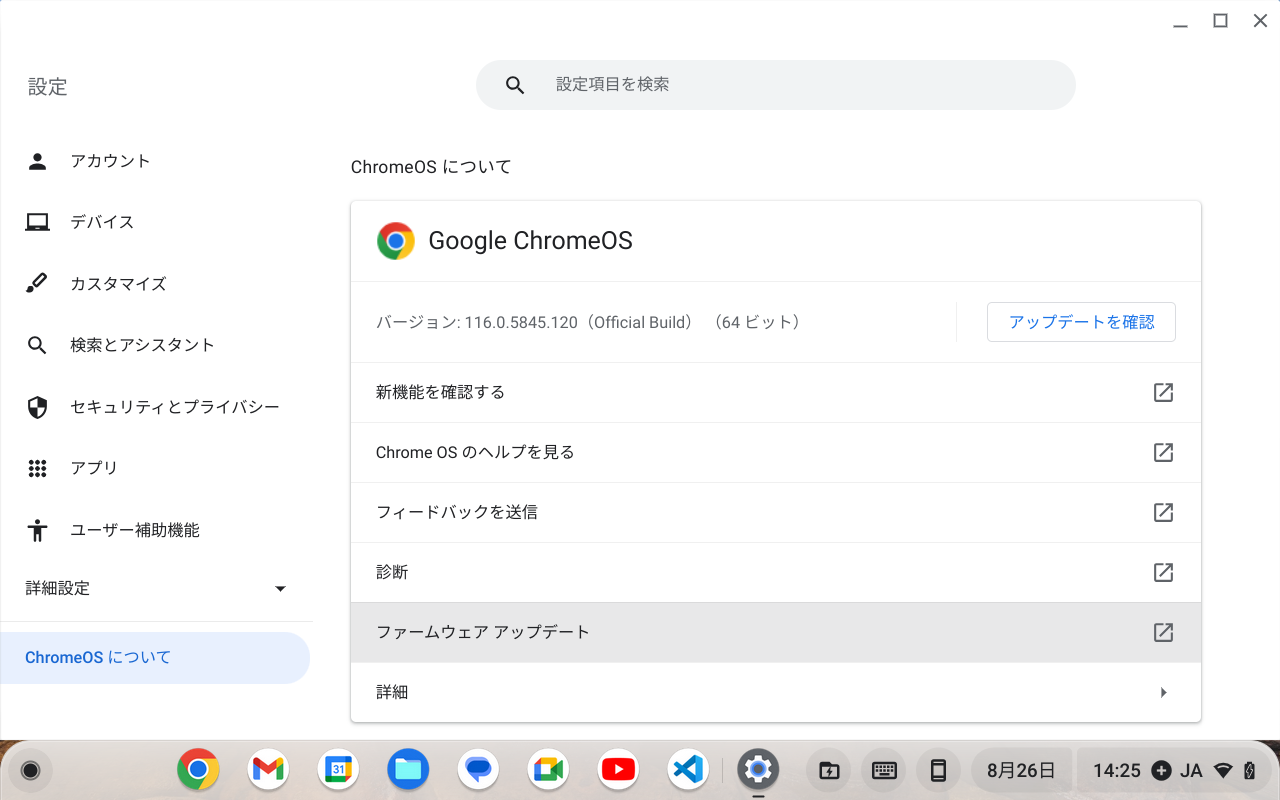 設定
設定項目を検索
アカウント
デバイス
カスタマイズ
検索とアシスタント
セキュリティとプライバシー
アプリ
ユーザー補助機能
詳細設定
ChromeOS について
ChromeOS について
Google ChromeOS
バージョン: 116.0.5845.120（Official Build） （64 ビット）
アップデートを確認
新機能を確認する
Chrome OS のヘルプを見る
フィードバックを送信
診断
ファームウェア アップデート
詳細
31
8月26日
14:25
JA